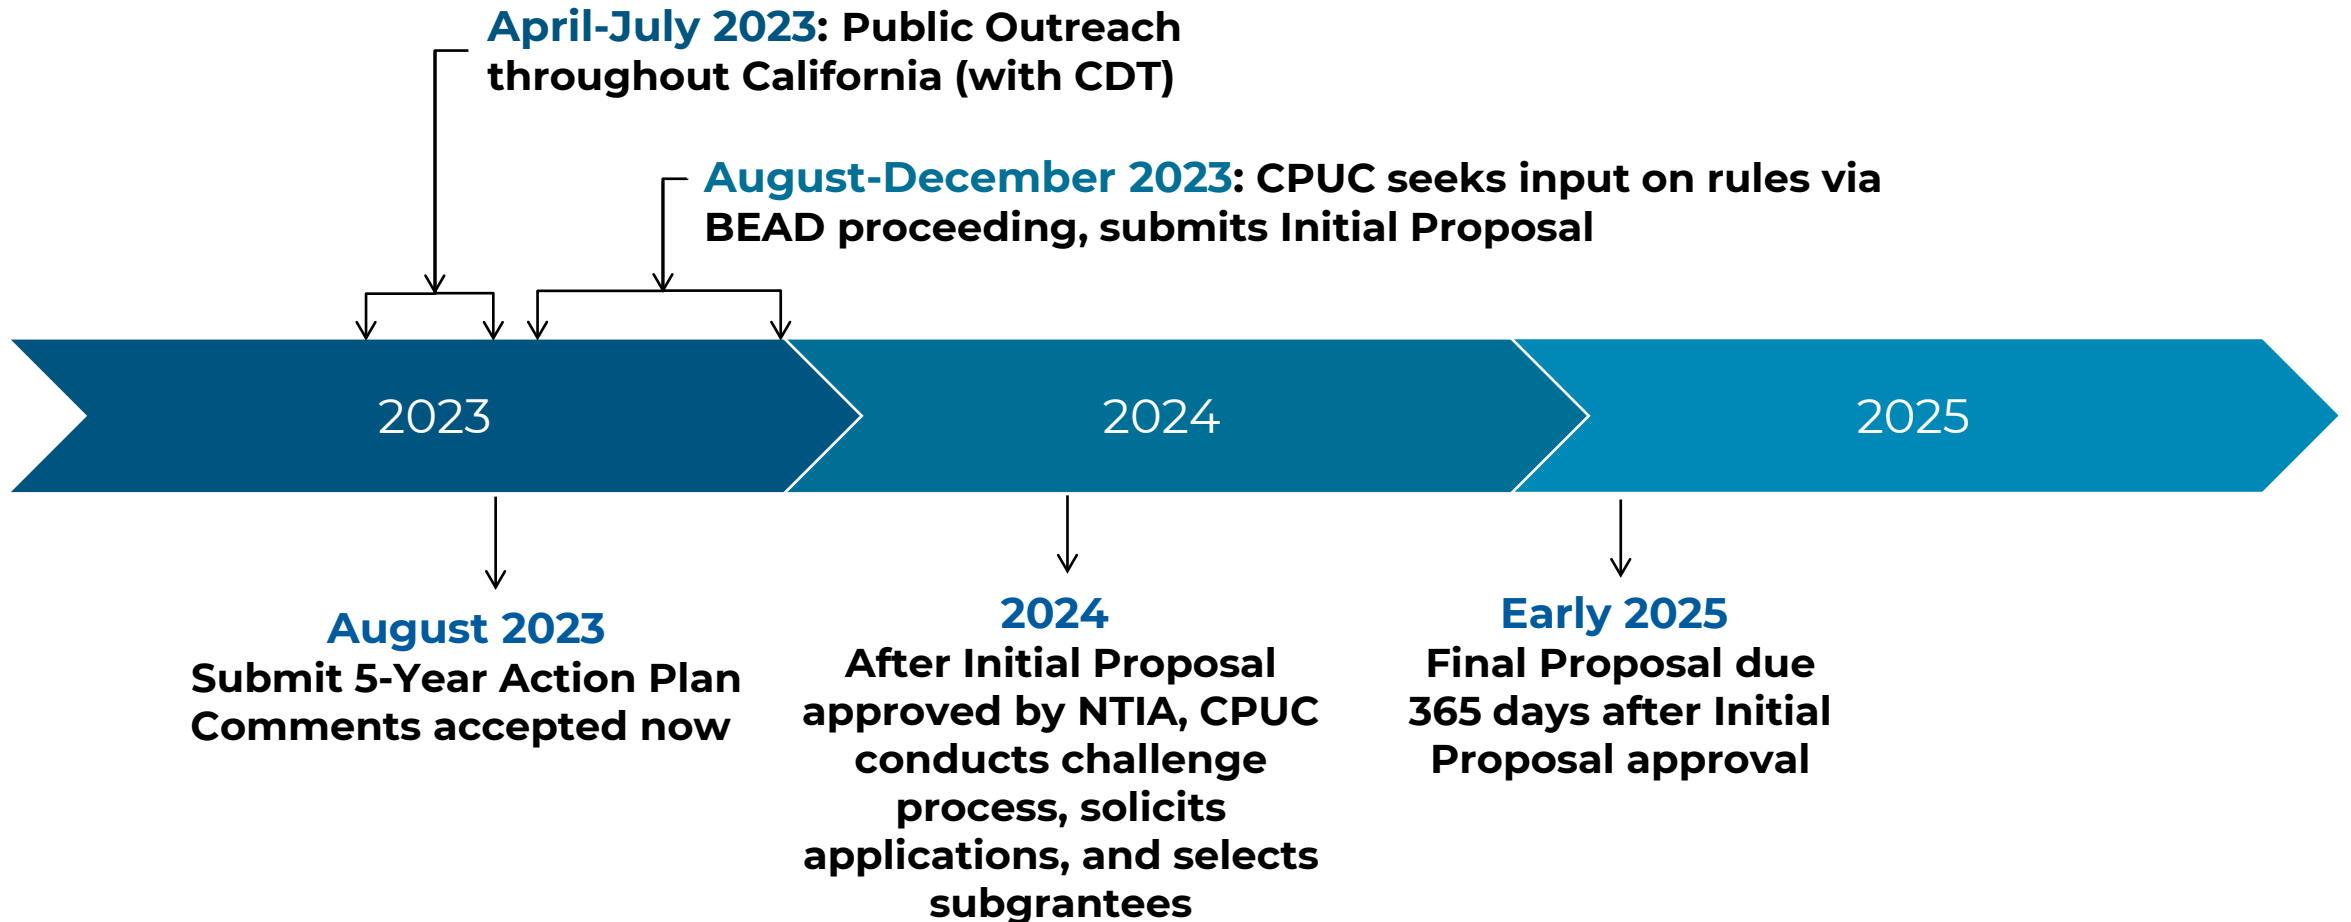 April-July 2023: Public Outreach
throughout California (with CDT)
August-December 2023: CPUC seeks input on rules via
BEAD proceeding, submits Initial Proposal
2023
2024
2025
August 2023
Submit 5-Year Action Plan
Comments accepted now
2024
After Initial Proposal
approved by NTIA, CPUC
conducts challenge
process, solicits
applications, and selects
subgrantees
Early 2025
Final Proposal due
365 days after Initial
Proposal approval